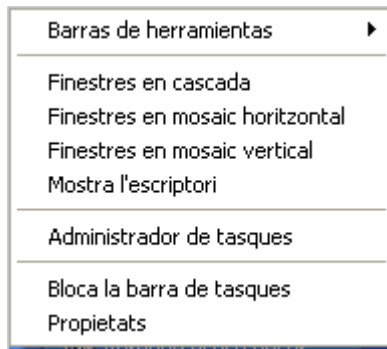 Barras de herramientas
Finestres en cascada
Finestres en mosaic horitzontal
Finestres en mosaic vertical
Mostra l'escriptori
Administrador de tasques
Bloca la barra de tasques
Propietats